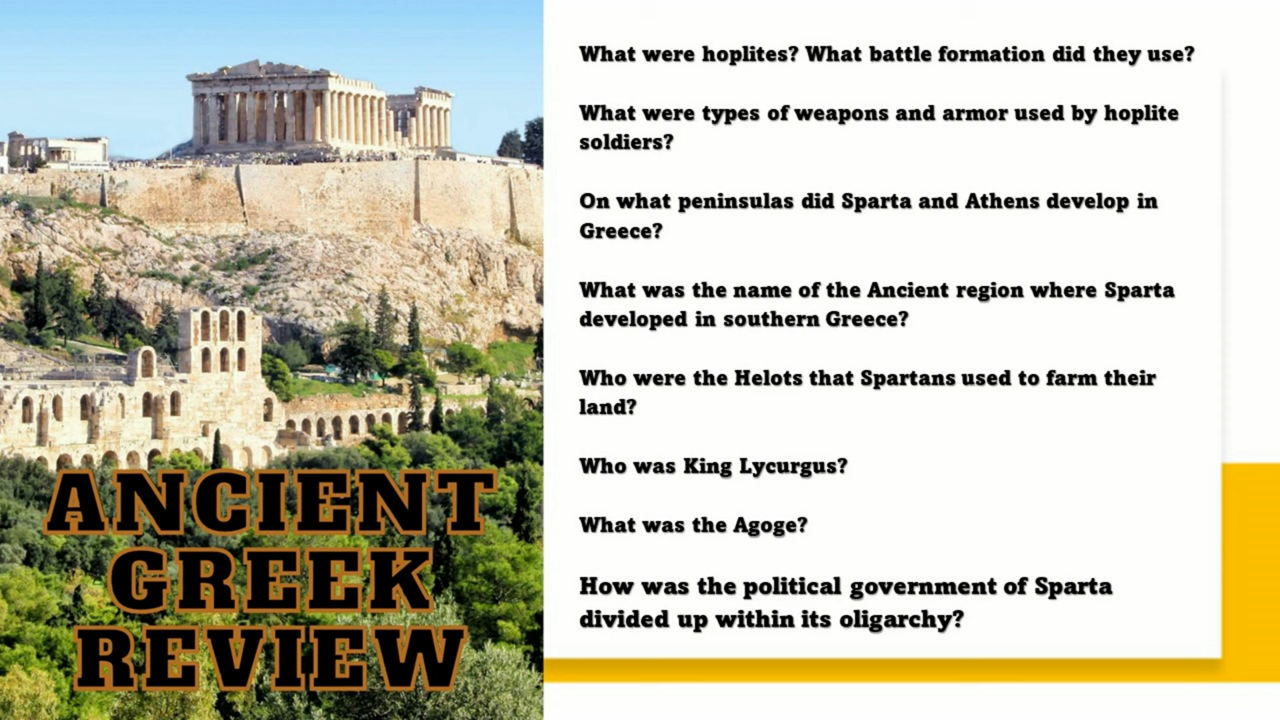 What were hoplites? What battle formation did they use?
What were types of weapons and armor used by hoplite
soldiers?
On what peninsulas did Sparta and Athens develop in
Greece?
What was the name of the Ancient region where Sparta
developed in southern Greece?
Who were the Helots that Spartans used to farm their
land?
Who was King Lycurgus?
What was the Agoge?
How was the political government of Sparta
divided up within its oligarchy?
ANCIENT
GREEK
REVIEW